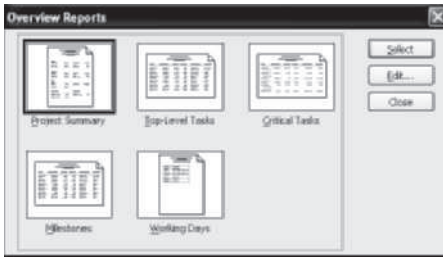 Overview Reports
Select
Edit...
Close
Project Summary
Top-Level Tasks
Critical Tasks
Milestones
Working Days